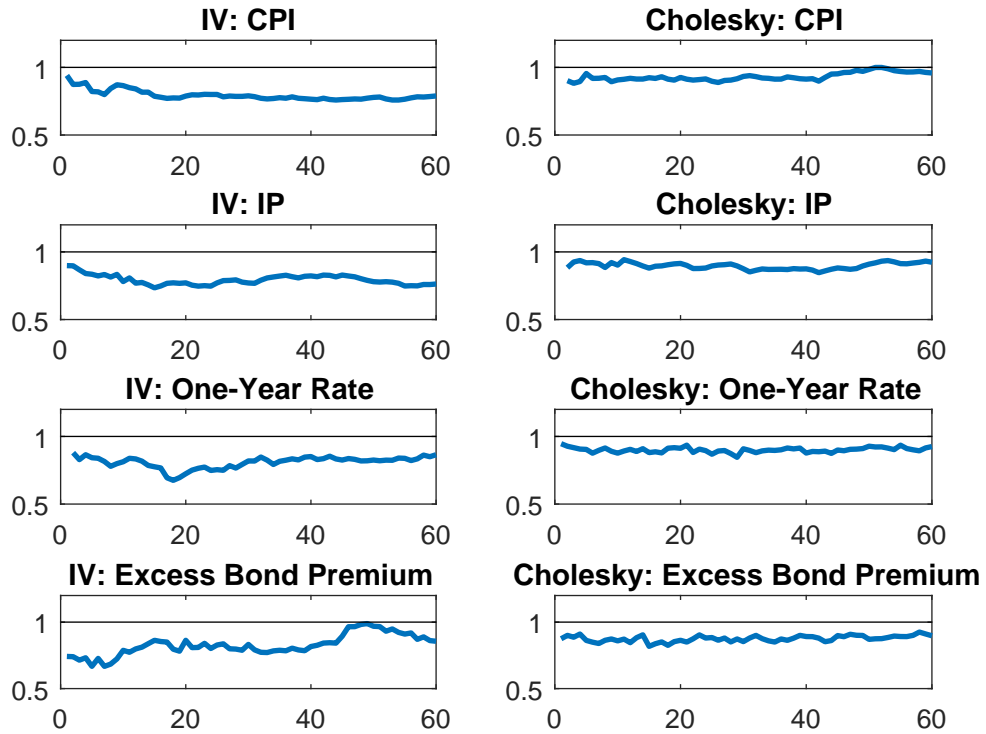 IV: CPI
1
0.5
0 20 40 60
Cholesky: CPI
1
0.5
0 20 40 60
IV: IP
1
0.5
0 20 40 60
Cholesky: IP
1
0.5
0 20 40 60
IV: One-Year Rate
1
0.5
0 20 40 60
Cholesky: One-Year Rate
1
0.5
0 20 40 60
IV: Excess Bond Premium
1
0.5
0 20 40 60
Cholesky: Excess Bond Premium
1
0.5
0 20 40 60